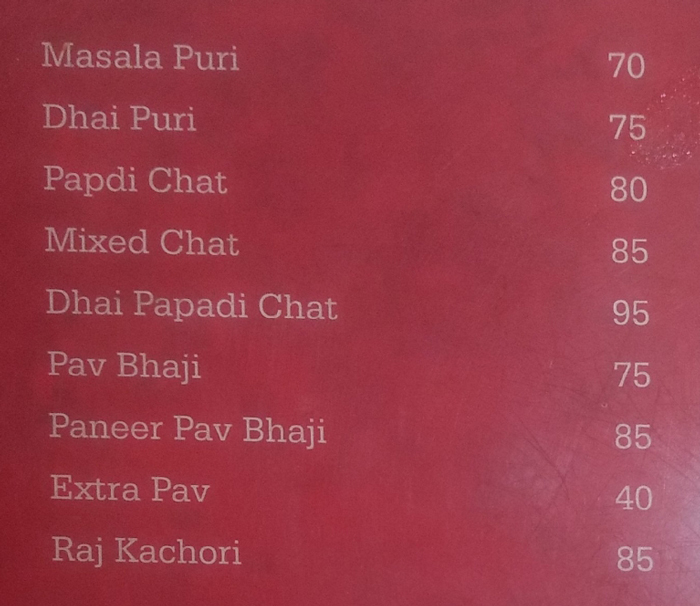 Masala Puri 70
Dhai Puri 75
Papdi Chat 80
Mixed Chat 85
Dhai Papadi Chat 95
Pav Bhaji 75
Paneer Pav Bhaji 85
Extra Pav 40
Raj Kachori 85